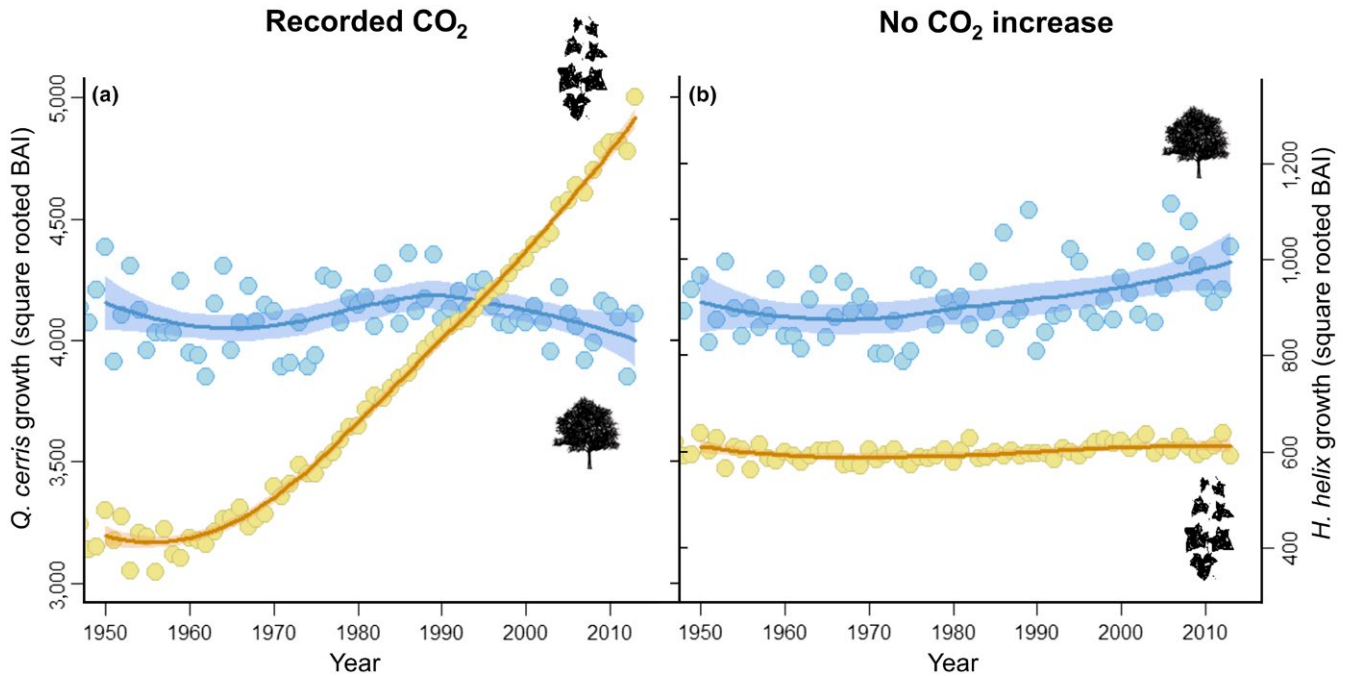 Recorded CO₂
No CO₂ increase
(a)
(b)
5,000
4,500
4,000
3,500
3,000
Q. cerris growth (square rooted BAI)
1,200
1,000
800
600
400
H. helix growth (square rooted BAI)
1950 1960 1970 1980 1990 2000 2010
1950 1960 1970 1980 1990 2000 2010
Year
Year